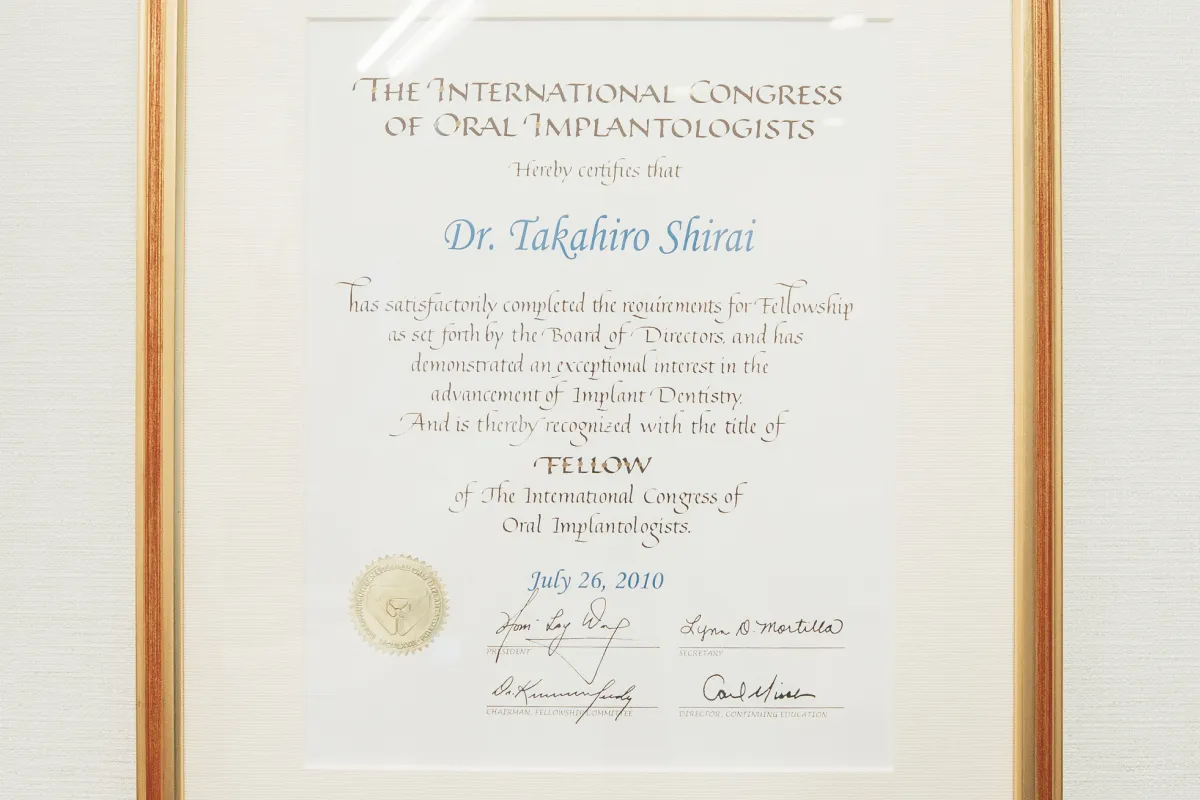 THE INTERNATIONAL CONGRESS
OF ORAL IMPLANTOLOGISTS
Hereby certifies that
Dr. Takahiro Shirai
has satisfactorily completed the requirements for Fellowship
as set forth by the Board of Directors, and has
demonstrated an exceptional interest in the
advancement of Implant Dentistry.
And is thereby recognized with the title of
FELLOW
of The International Congress of
Oral Implantologists.
July 26, 2010
Lynn D. Mortilla
PRESIDENT
SECRETARY
CHAIRMAN, FELLOWSHIP COMMITTEE
DIRECTOR, CONTINUING EDUCATION